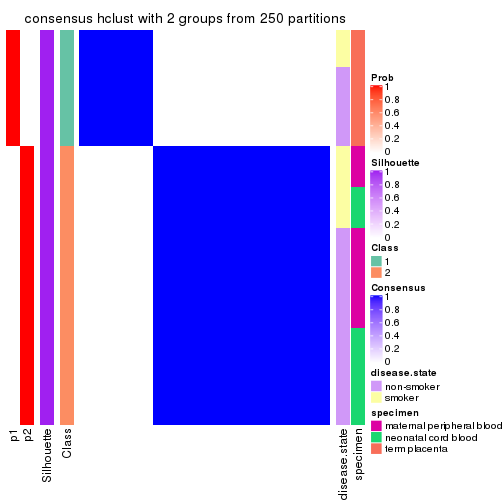 consensus hclust with 2 groups from 250 partitions
p1
p2
Silhouette
Class
disease.state
specimen
Prob
1
0.8
0.6
0.4
0.2
0
Silhouette
1
0.8
0.6
0.4
0.2
0
Class
1
2
Consensus
1
0.8
0.6
0.4
0.2
0
disease.state
non-smoker
smoker
specimen
maternal peripheral blood
neonatal cord blood
term placenta